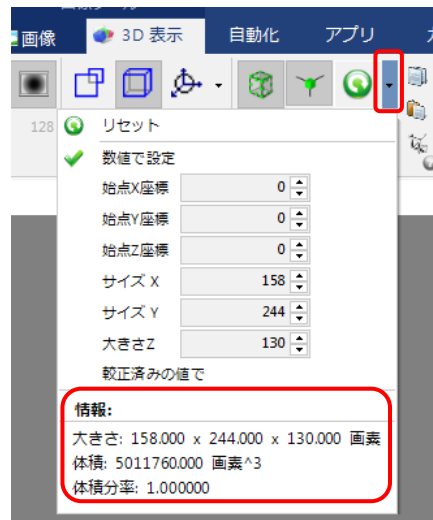 画像
3D 表示
自動化
アプリ
128
リセット
数値で設定
始点X座標 0
始点Y座標 0
始点Z座標 0
サイズ X 158
サイズ Y 244
大きさZ 130
較正済みの値で
情報:
大きさ: 158.000 x 244.000 x 130.000 画素
体積: 5011760.000 画素^3
体積分率: 1.000000